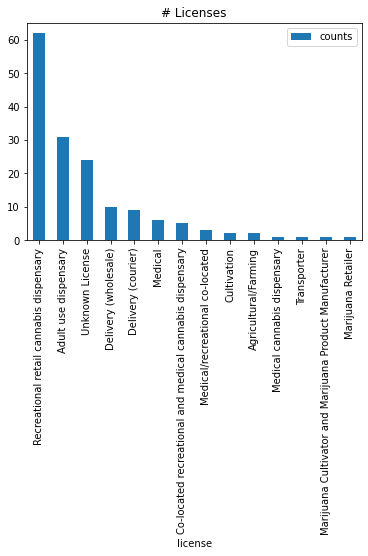 # Licenses
counts
60
50
40
30
20
10
0
Recreational retail cannabis dispensary
Adult use dispensary
Unknown License
Delivery (wholesale)
Delivery (courier)
Medical
Co-located recreational and medical cannabis dispensary
Medical/recreational co-located
Cultivation
Agricultural/Farming
Medical cannabis dispensary
Transporter
Marijuana Cultivator and Marijuana Product Manufacturer
Marijuana Retailer
license